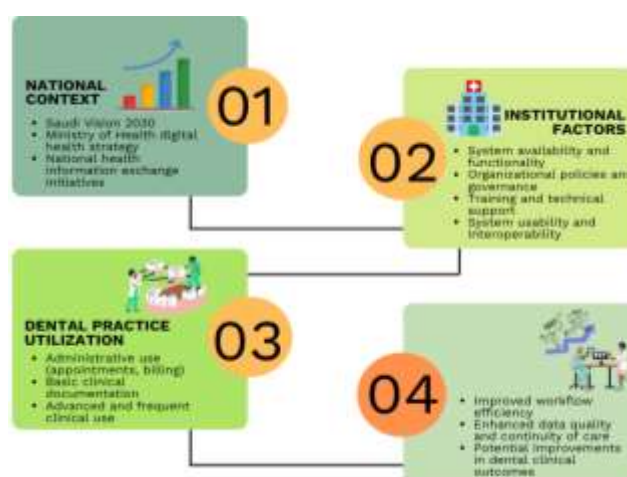 NATIONAL
CONTEXT
• Saudi Vision 2030
• Ministry of Health digital
health strategy
• National health
information exchange
initiatives
01
INSTITUTIONAL
FACTORS
• System availability and
functionality
• Organizational policies an
governance
• Training and technical
support
• System usability and
interoperability
02
DENTAL PRACTICE
UTILIZATION
• Administrative use
(appointments, billing)
• Basic clinical
documentation
• Advanced and frequent
clinical use
03
04
• Improved workflow
efficiency
• Enhanced data quality
and continuity of care
• Potential improvements
in dental clinical
outcomes